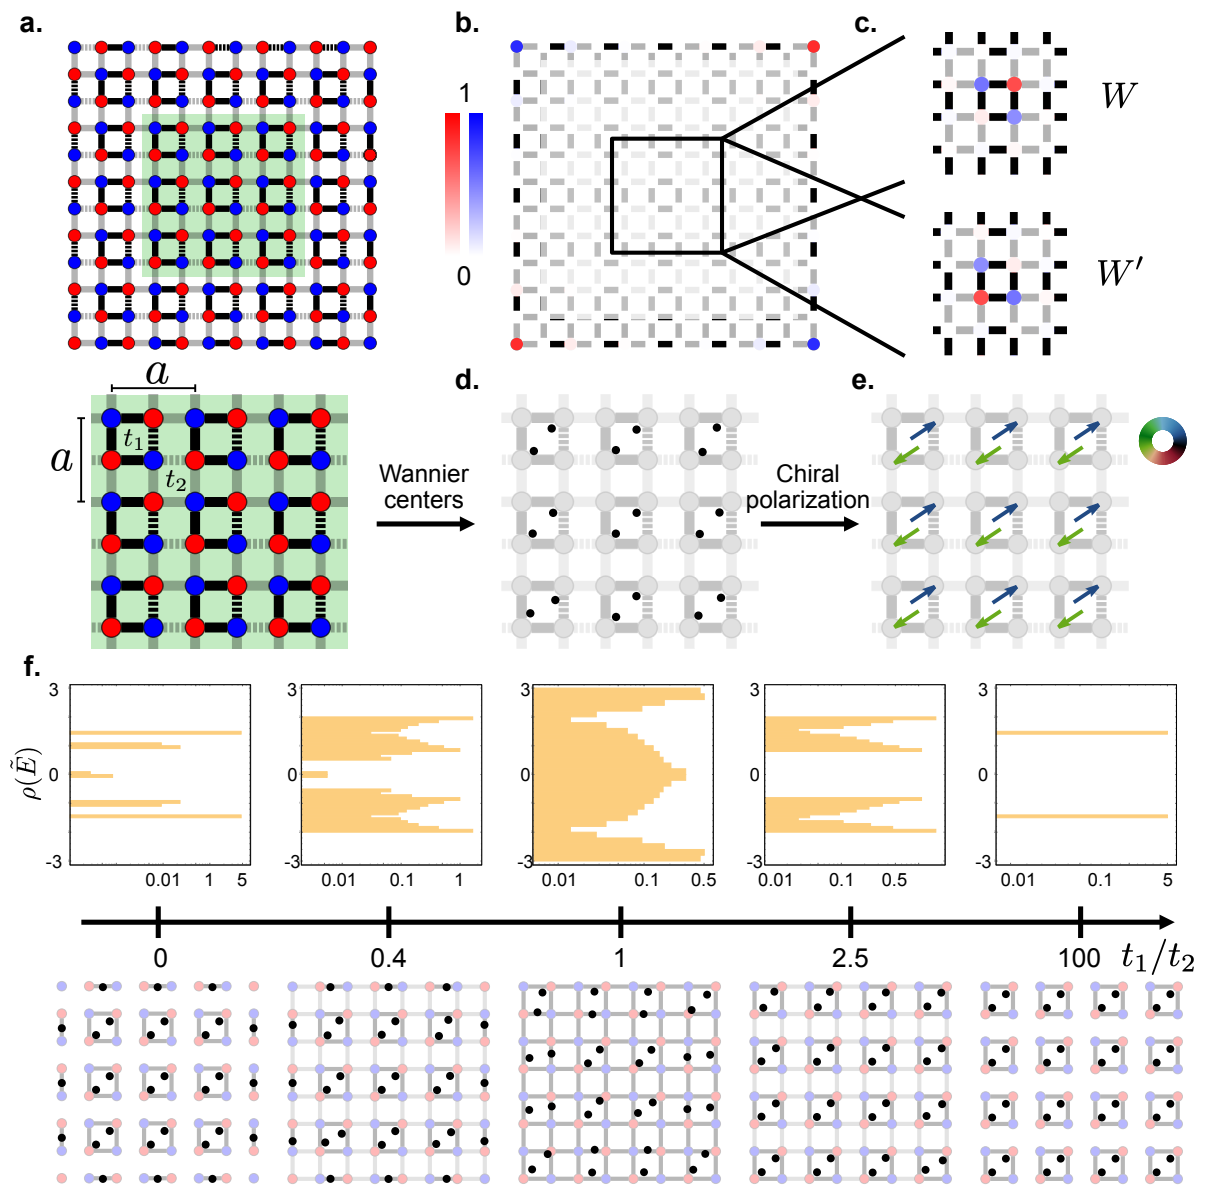 a.
b.
c.
1
0
W
W′
a
a
t₁
t₂
d.
e.
Wannier
centers
Chiral
polarization
f.
ρ(Ẽ)
3
0
-3
0.01
1
5
3
0
-3
0.01
0.1
1
3
0
-3
0.01
0.1
0.5
3
0
-3
0.01
0.1
0.5
3
0
-3
0.01
0.1
5
0
0.4
1
2.5
100
t₁/t₂